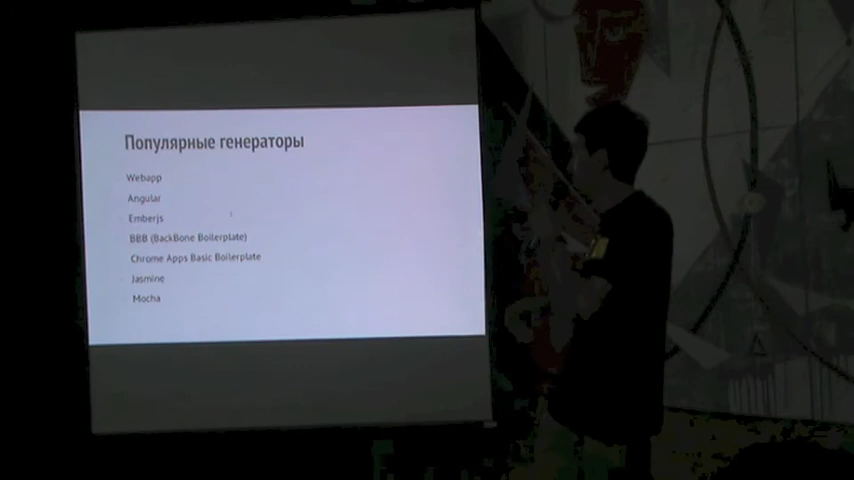 Популярные генераторы
Webapp
Angular
Emberjs
BBB (BackBone Boilerplate)
Chrome Apps Basic Boilerplate
Jasmine
Mocha